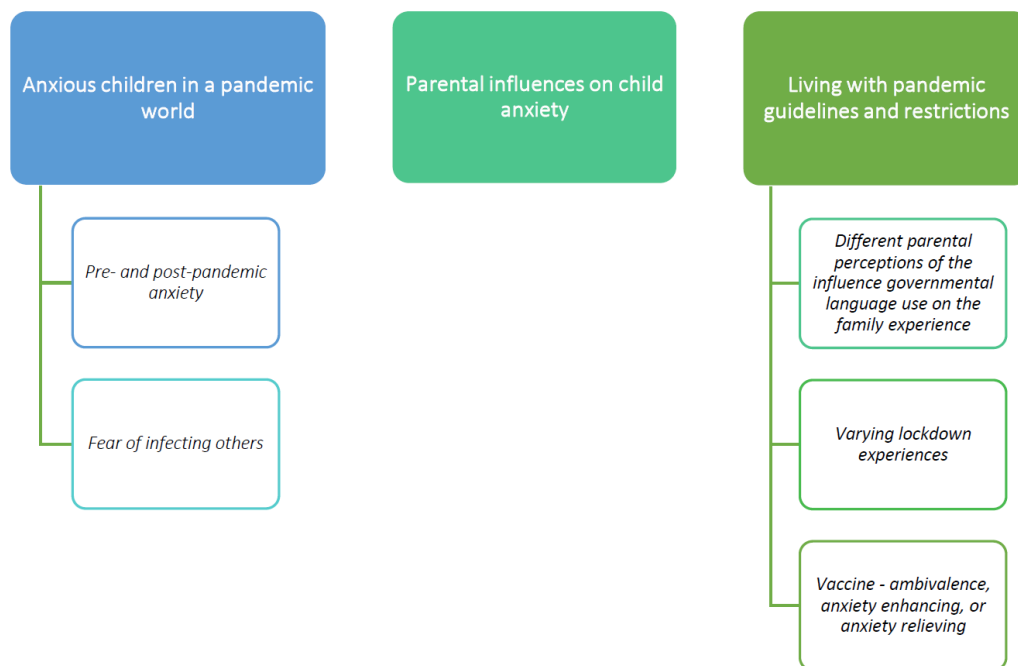 Anxious children in a pandemic
world
Pre- and post-pandemic
anxiety
Fear of infecting others
Parental influences on child
anxiety
Living with pandemic
guidelines and restrictions
Different parental
perceptions of the
influence governmental
language use on the
family experience
Varying lockdown
experiences
Vaccine - ambivalence,
anxiety enhancing, or
anxiety relieving